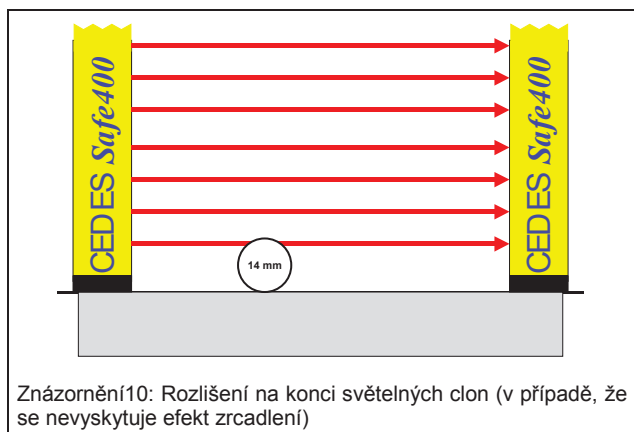 CEDES Safe400
CEDES Safe400
14 mm
Znázornění10: Rozlišení na konci světelných clon (v případě, že
se nevyskytuje efekt zrcadlení)